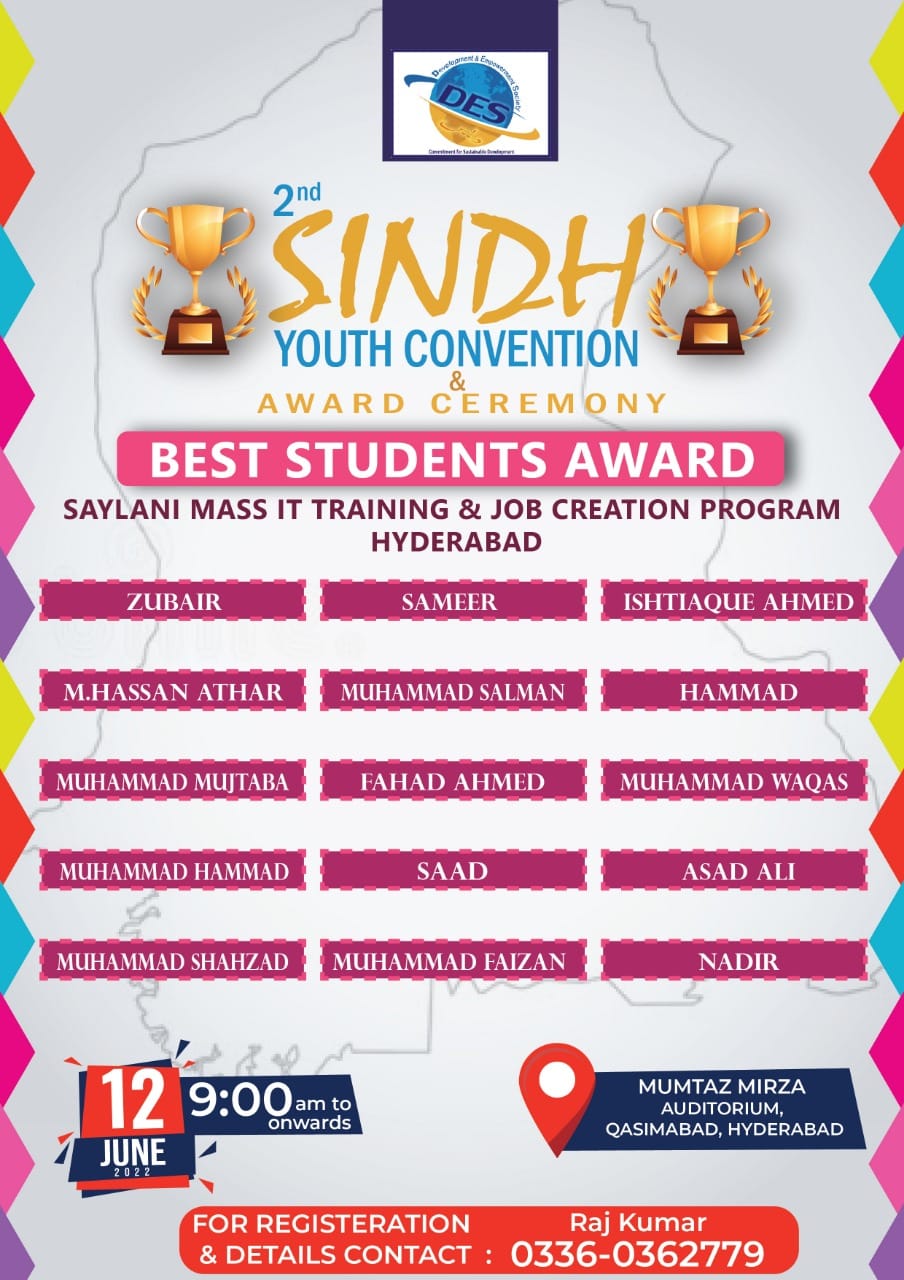 Development & Empowerment Society
DES
Commitment for Sustainable Development
2nd
SINDH
YOUTH CONVENTION
&
AWARD CEREMONY
BEST STUDENTS AWARD
SAYLANI MASS IT TRAINING & JOB CREATION PROGRAM
HYDERABAD
ZUBAIR
SAMEER
ISHTIAQUE AHMED
M.HASSAN ATHAR
MUHAMMAD SALMAN
HAMMAD
MUHAMMAD MUJTABA
FAHAD AHMED
MUHAMMAD WAQAS
MUHAMMAD HAMMAD
SAAD
ASAD ALI
MUHAMMAD SHAHZAD
MUHAMMAD FAIZAN
NADIR
12
JUNE
2022
9:00 am to
onwards
MUMTAZ MIRZA
AUDITORIUM,
QASIMABAD, HYDERABAD
FOR REGISTERATION
& DETAILS CONTACT :
Raj Kumar
0336-0362779